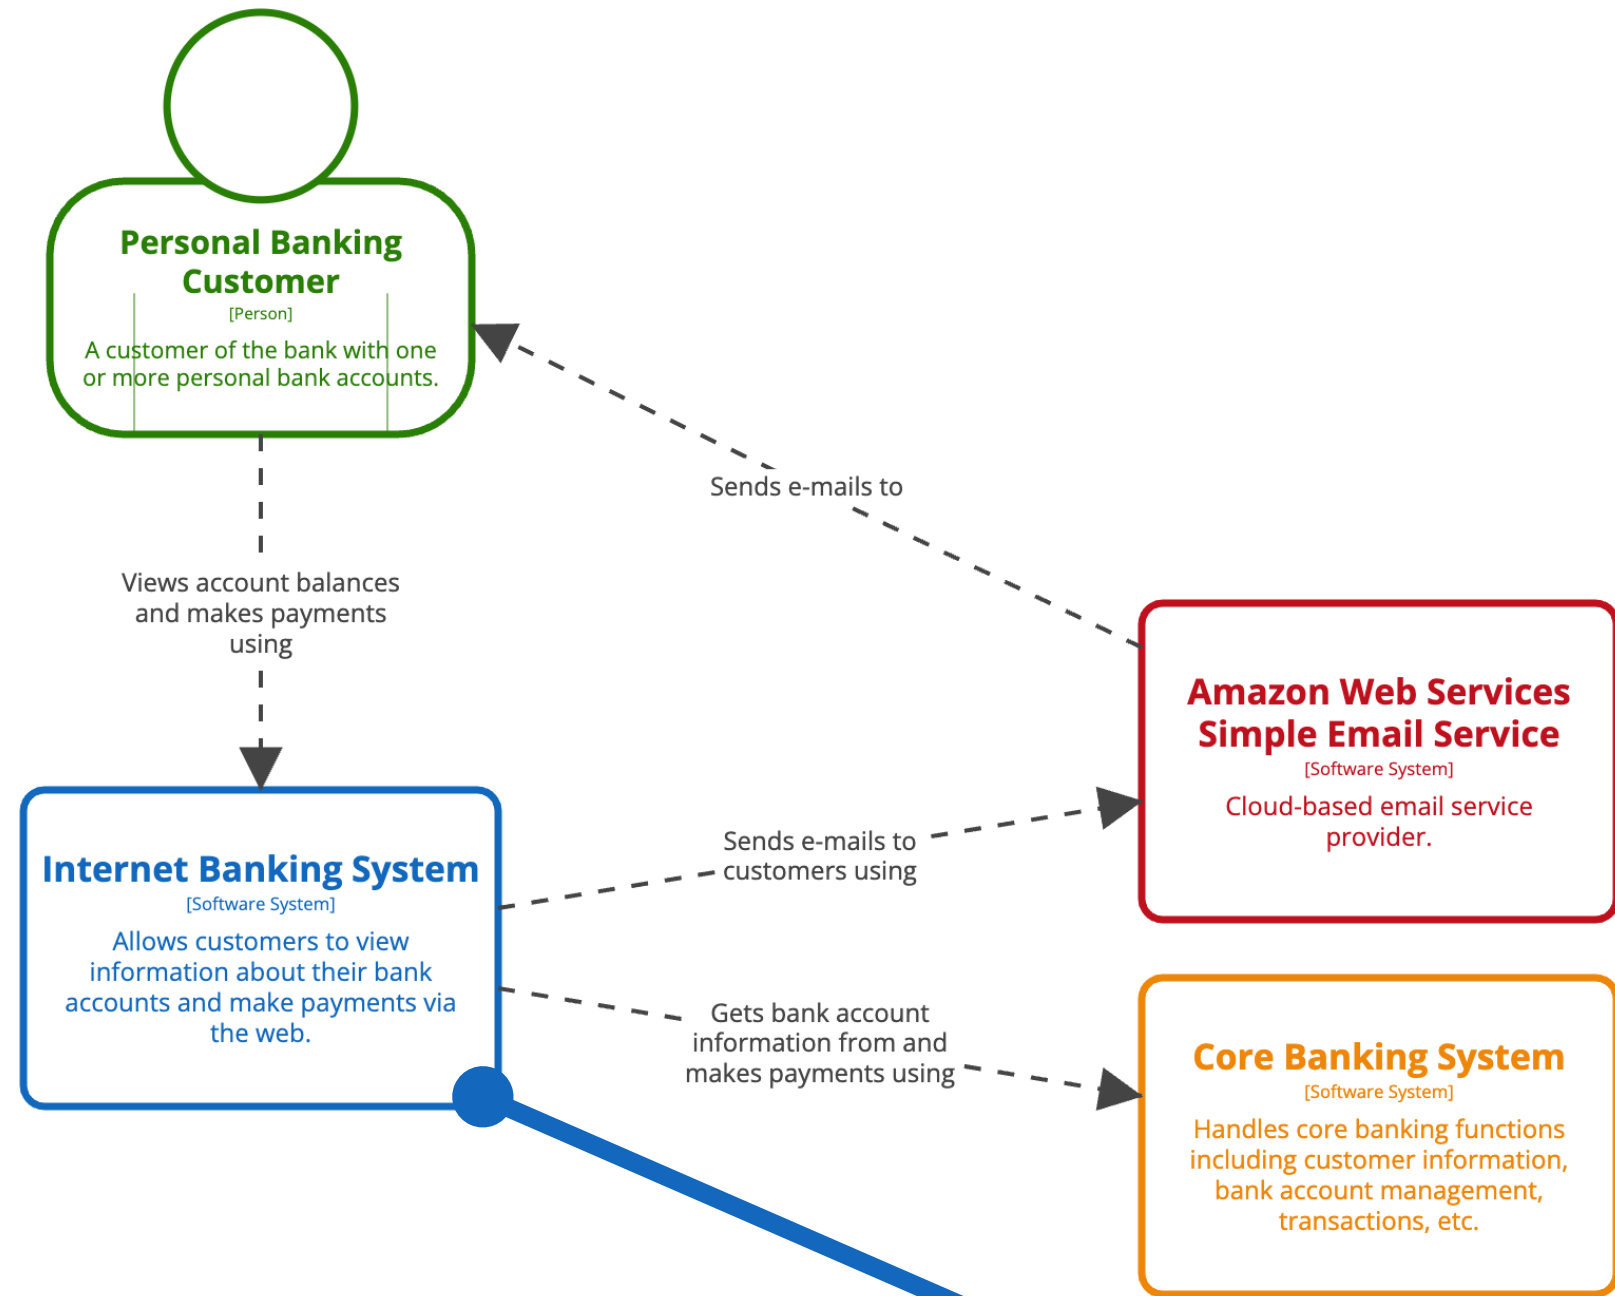 Personal Banking
Customer
[Person]
A customer of the bank with one
or more personal bank accounts.
Sends e-mails to
Views account balances
and makes payments
using
Amazon Web Services
Simple Email Service
[Software System]
Cloud-based email service
provider.
Internet Banking System
[Software System]
Allows customers to view
information about their bank
accounts and make payments via
the web.
Sends e-mails to
customers using
Gets bank account
information from and
makes payments using
Core Banking System
[Software System]
Handles core banking functions
including customer information,
bank account management,
transactions, etc.